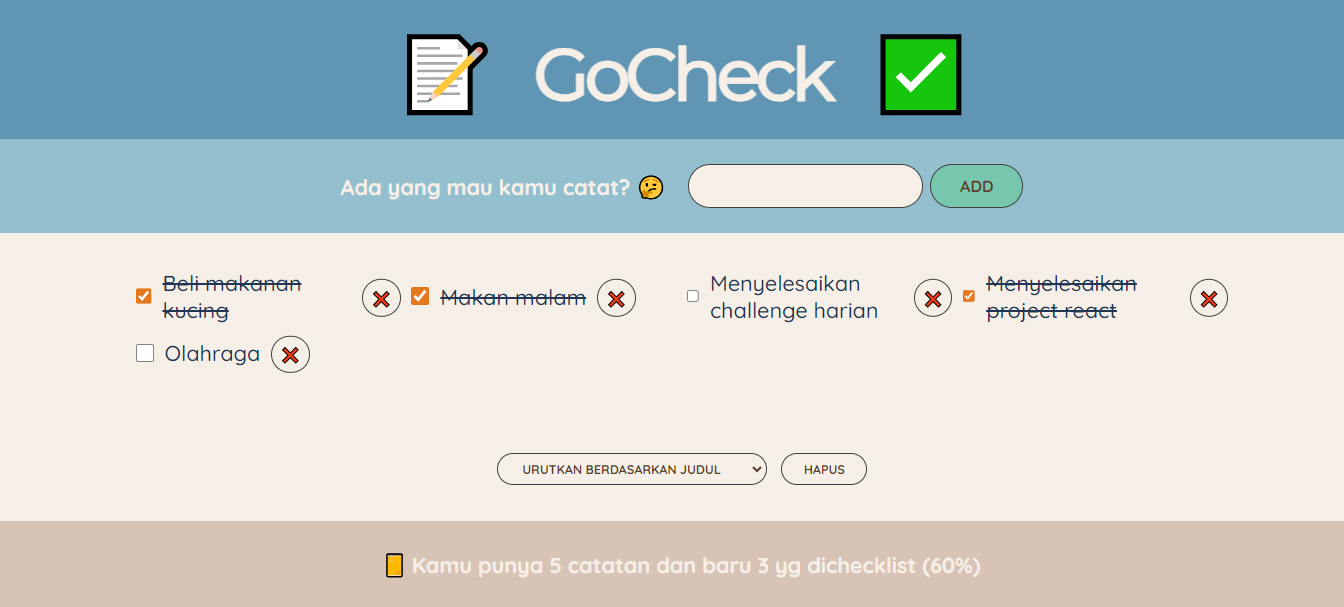 GoCheck
Ada yang mau kamu catat? 🤔
ADD
Beli makanan
kucing
Makan malam
Menyelesaikan
challenge harian
Menyelesaikan
project react
Olahraga
URUTKAN BERDASARKAN JUDUL
HAPUS
📒 Kamu punya 5 catatan dan baru 3 yg dichecklist (60%)